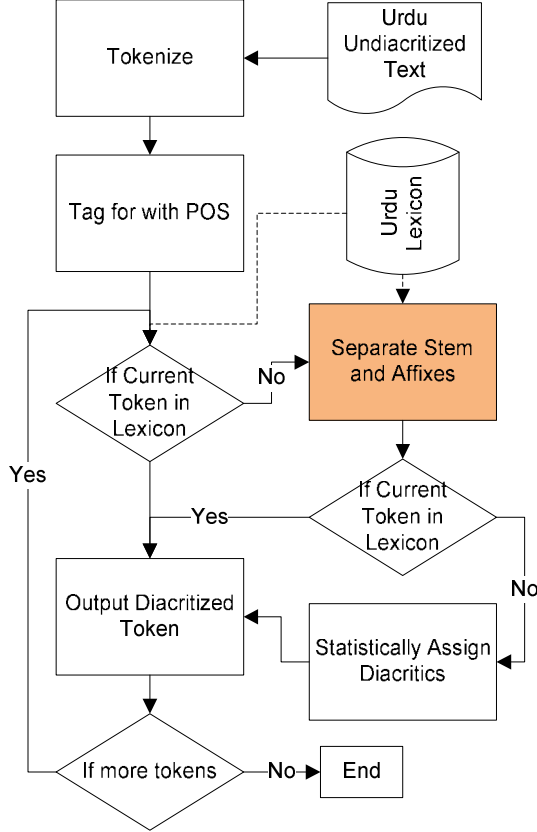 Urdu
Undiacritized
Text
Tokenize
Tag for with POS
Urdu
Lexicon
Separate Stem
and Affixes
If Current
Token in
Lexicon
No
Yes
If Current
Token in
Lexicon
Yes
No
Output Diacritized
Token
Statistically Assign
Diacritics
If more tokens
No
End